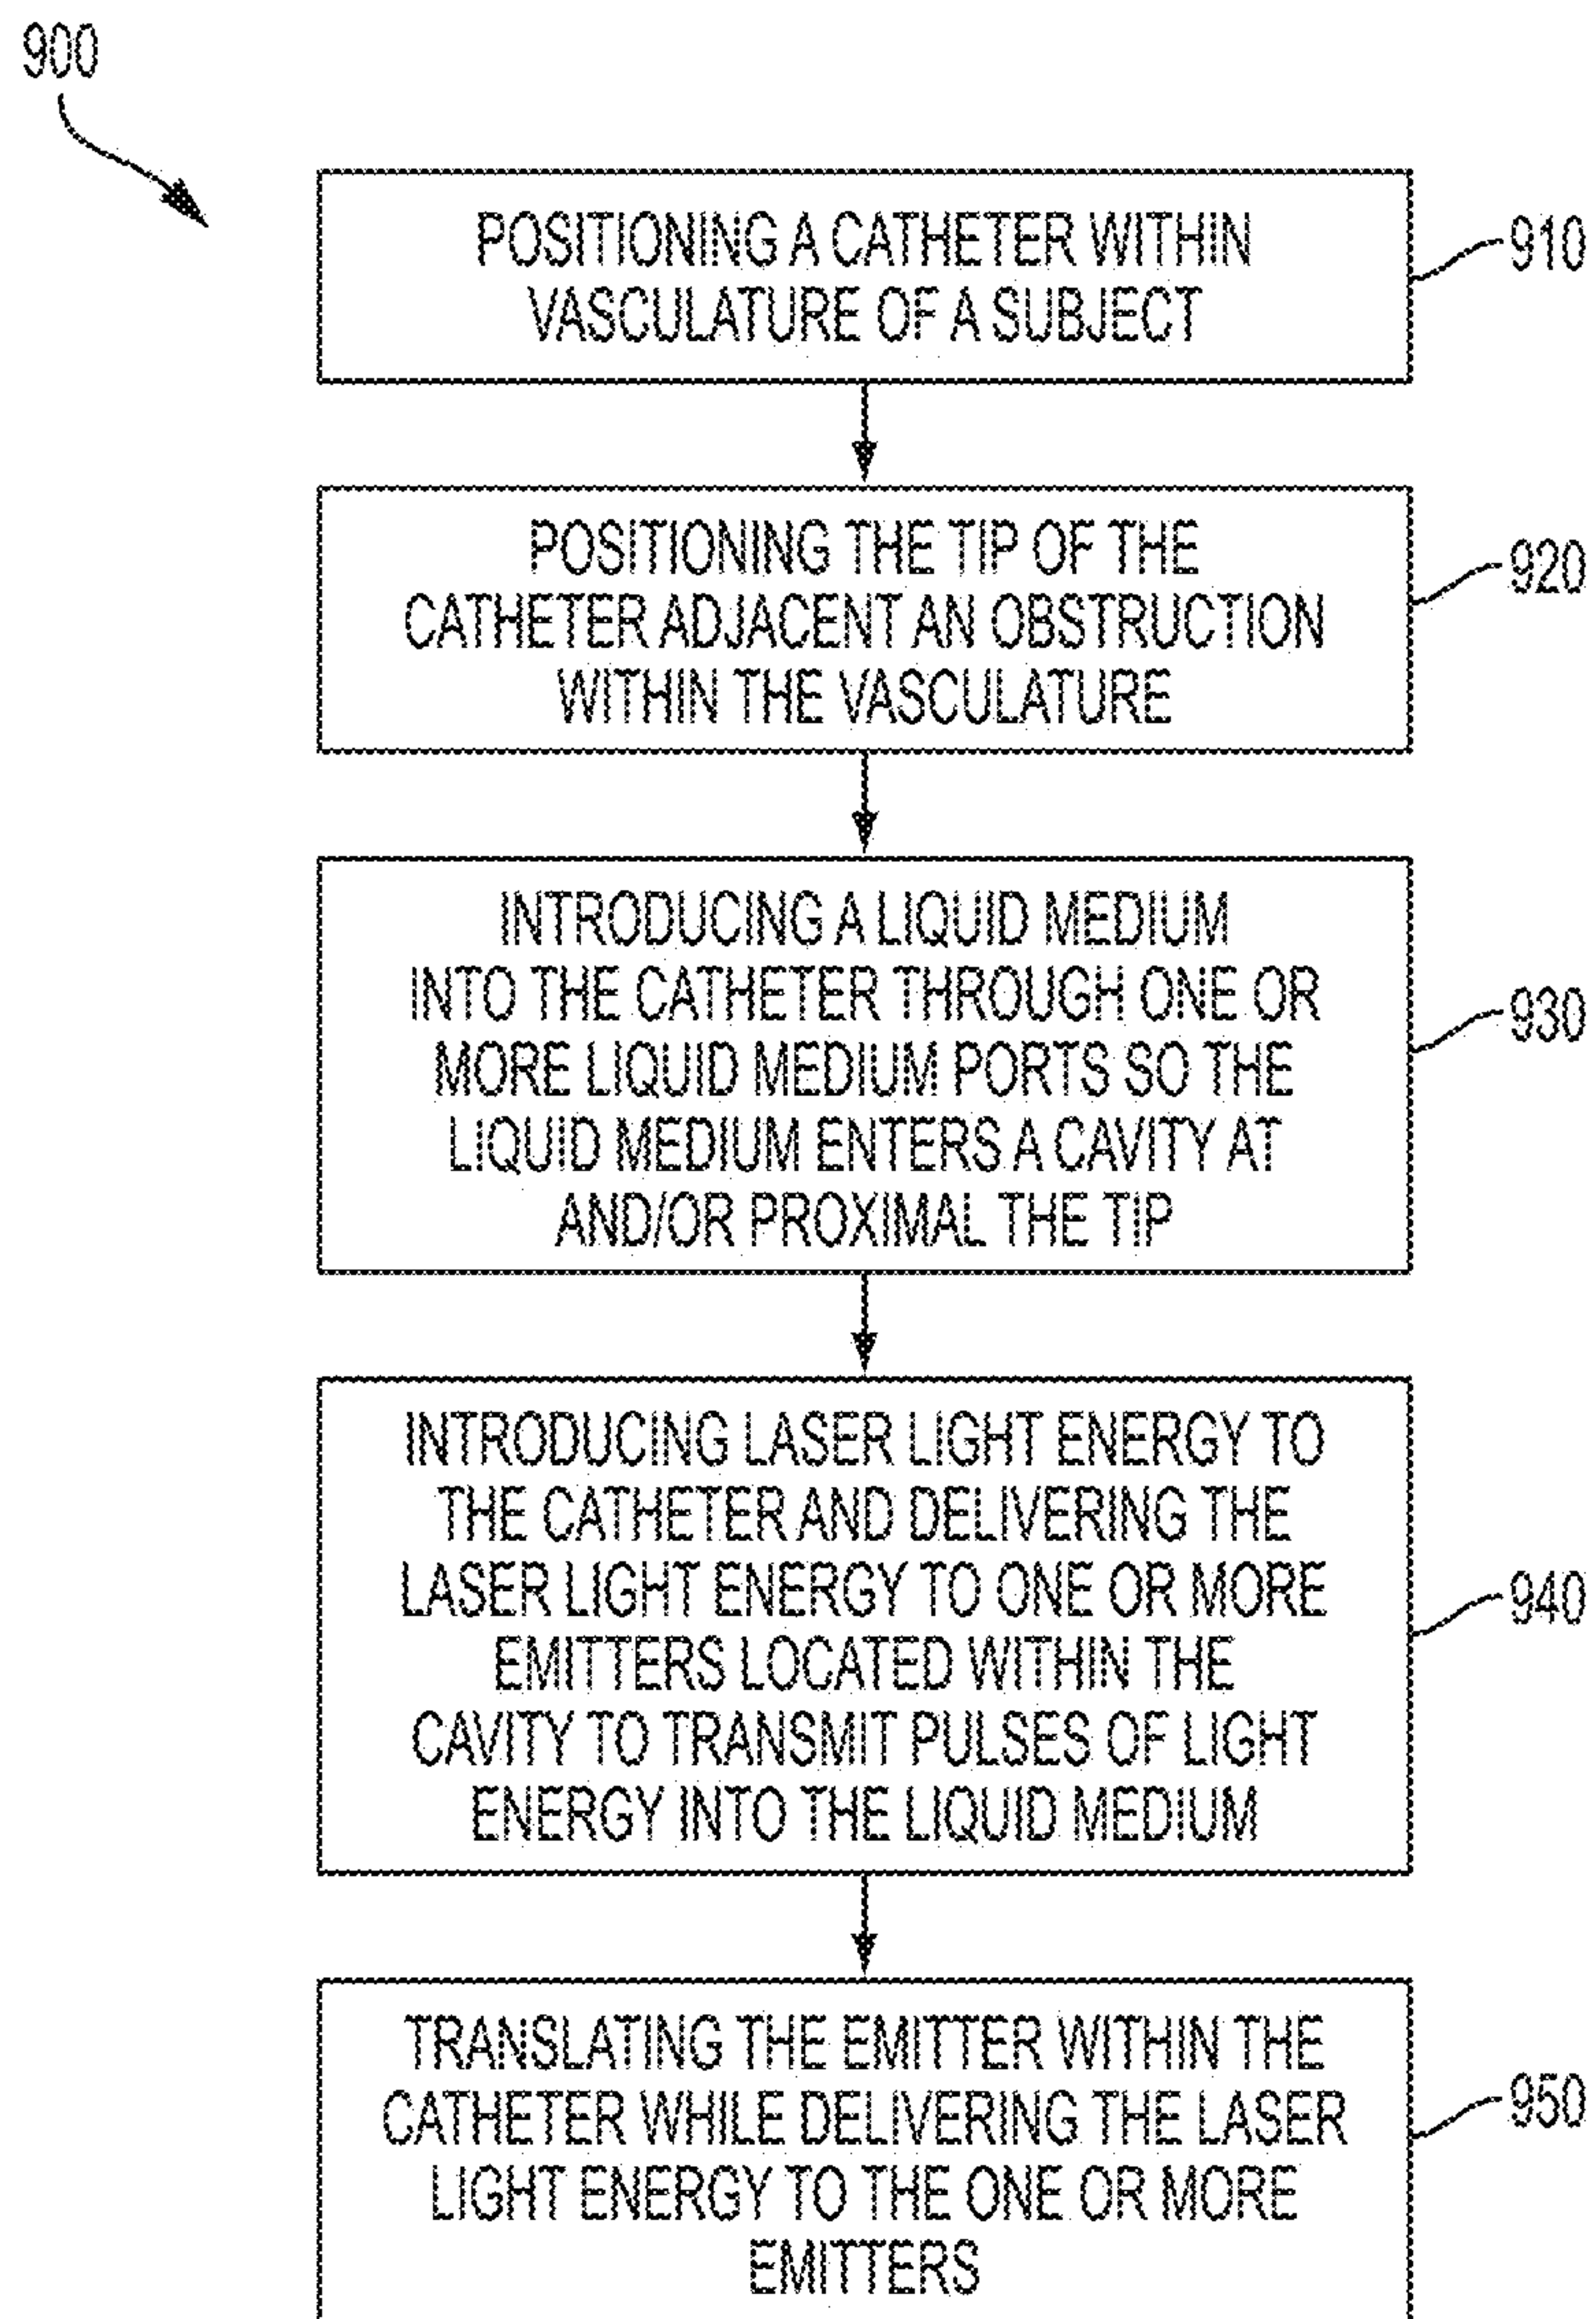 900
POSITIONING A CATHETER WITHIN
VASCULATURE OF A SUBJECT
910
POSITIONING THE TIP OF THE
CATHETER ADJACENT AN OBSTRUCTION
WITHIN THE VASCULATURE
920
INTRODUCING A LIQUID MEDIUM
INTO THE CATHETER THROUGH ONE OR
MORE LIQUID MEDIUM PORTS SO THE
LIQUID MEDIUM ENTERS A CAVITY AT
AND/OR PROXIMAL THE TIP
930
INTRODUCING LASER LIGHT ENERGY TO
THE CATHETER AND DELIVERING THE
LASER LIGHT ENERGY TO ONE OR MORE
EMITTERS LOCATED WITHIN THE
CAVITY TO TRANSMIT PULSES OF LIGHT
ENERGY INTO THE LIQUID MEDIUM
940
TRANSLATING THE EMITTER WITHIN THE
CATHETER WHILE DELIVERING THE LASER
LIGHT ENERGY TO THE ONE OR MORE
EMITTERS
950